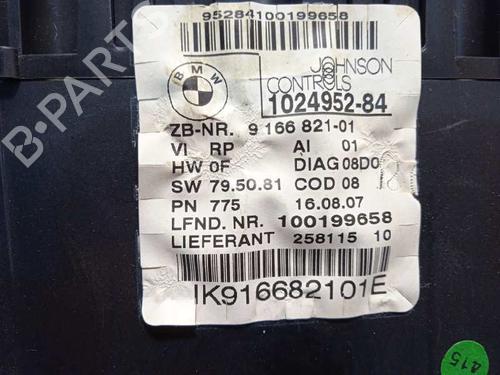 95284100199658
BMW
JOHNSON
CONTROLS
1024952-84
ZB-NR. 9 166 821-01
VI RP AI 01
HW 0F DIAG 08D0
SW 79.50.81 COD 08
PN 775 16.08.07
LFND. NR. 100199658
LIEFERANT 258115 10
IK916682101E
415